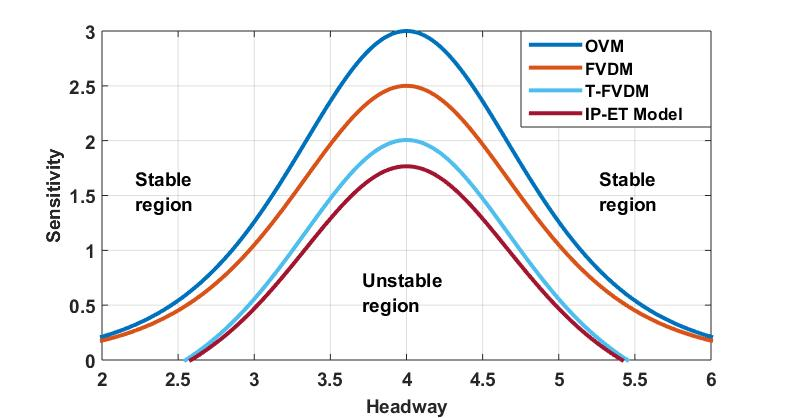 3
OVM
FVDM
T-FVDM
IP-ET Model
2.5
2
Stable
region
Stable
region
1.5
Sensitivity
1
Unstable
region
0.5
0
2 2.5 3 3.5 4 4.5 5 5.5 6
Headway